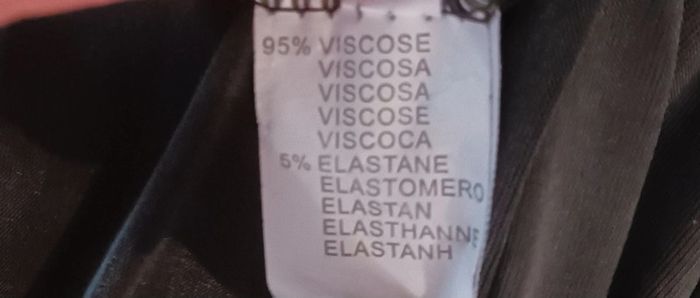 95% VISCOSE
VISCOSA
VISCOSA
VISCOSE
VISCOCA
5% ELASTANE
ELASTOMERO
ELASTAN
ELASTHANNE
ELASTANH